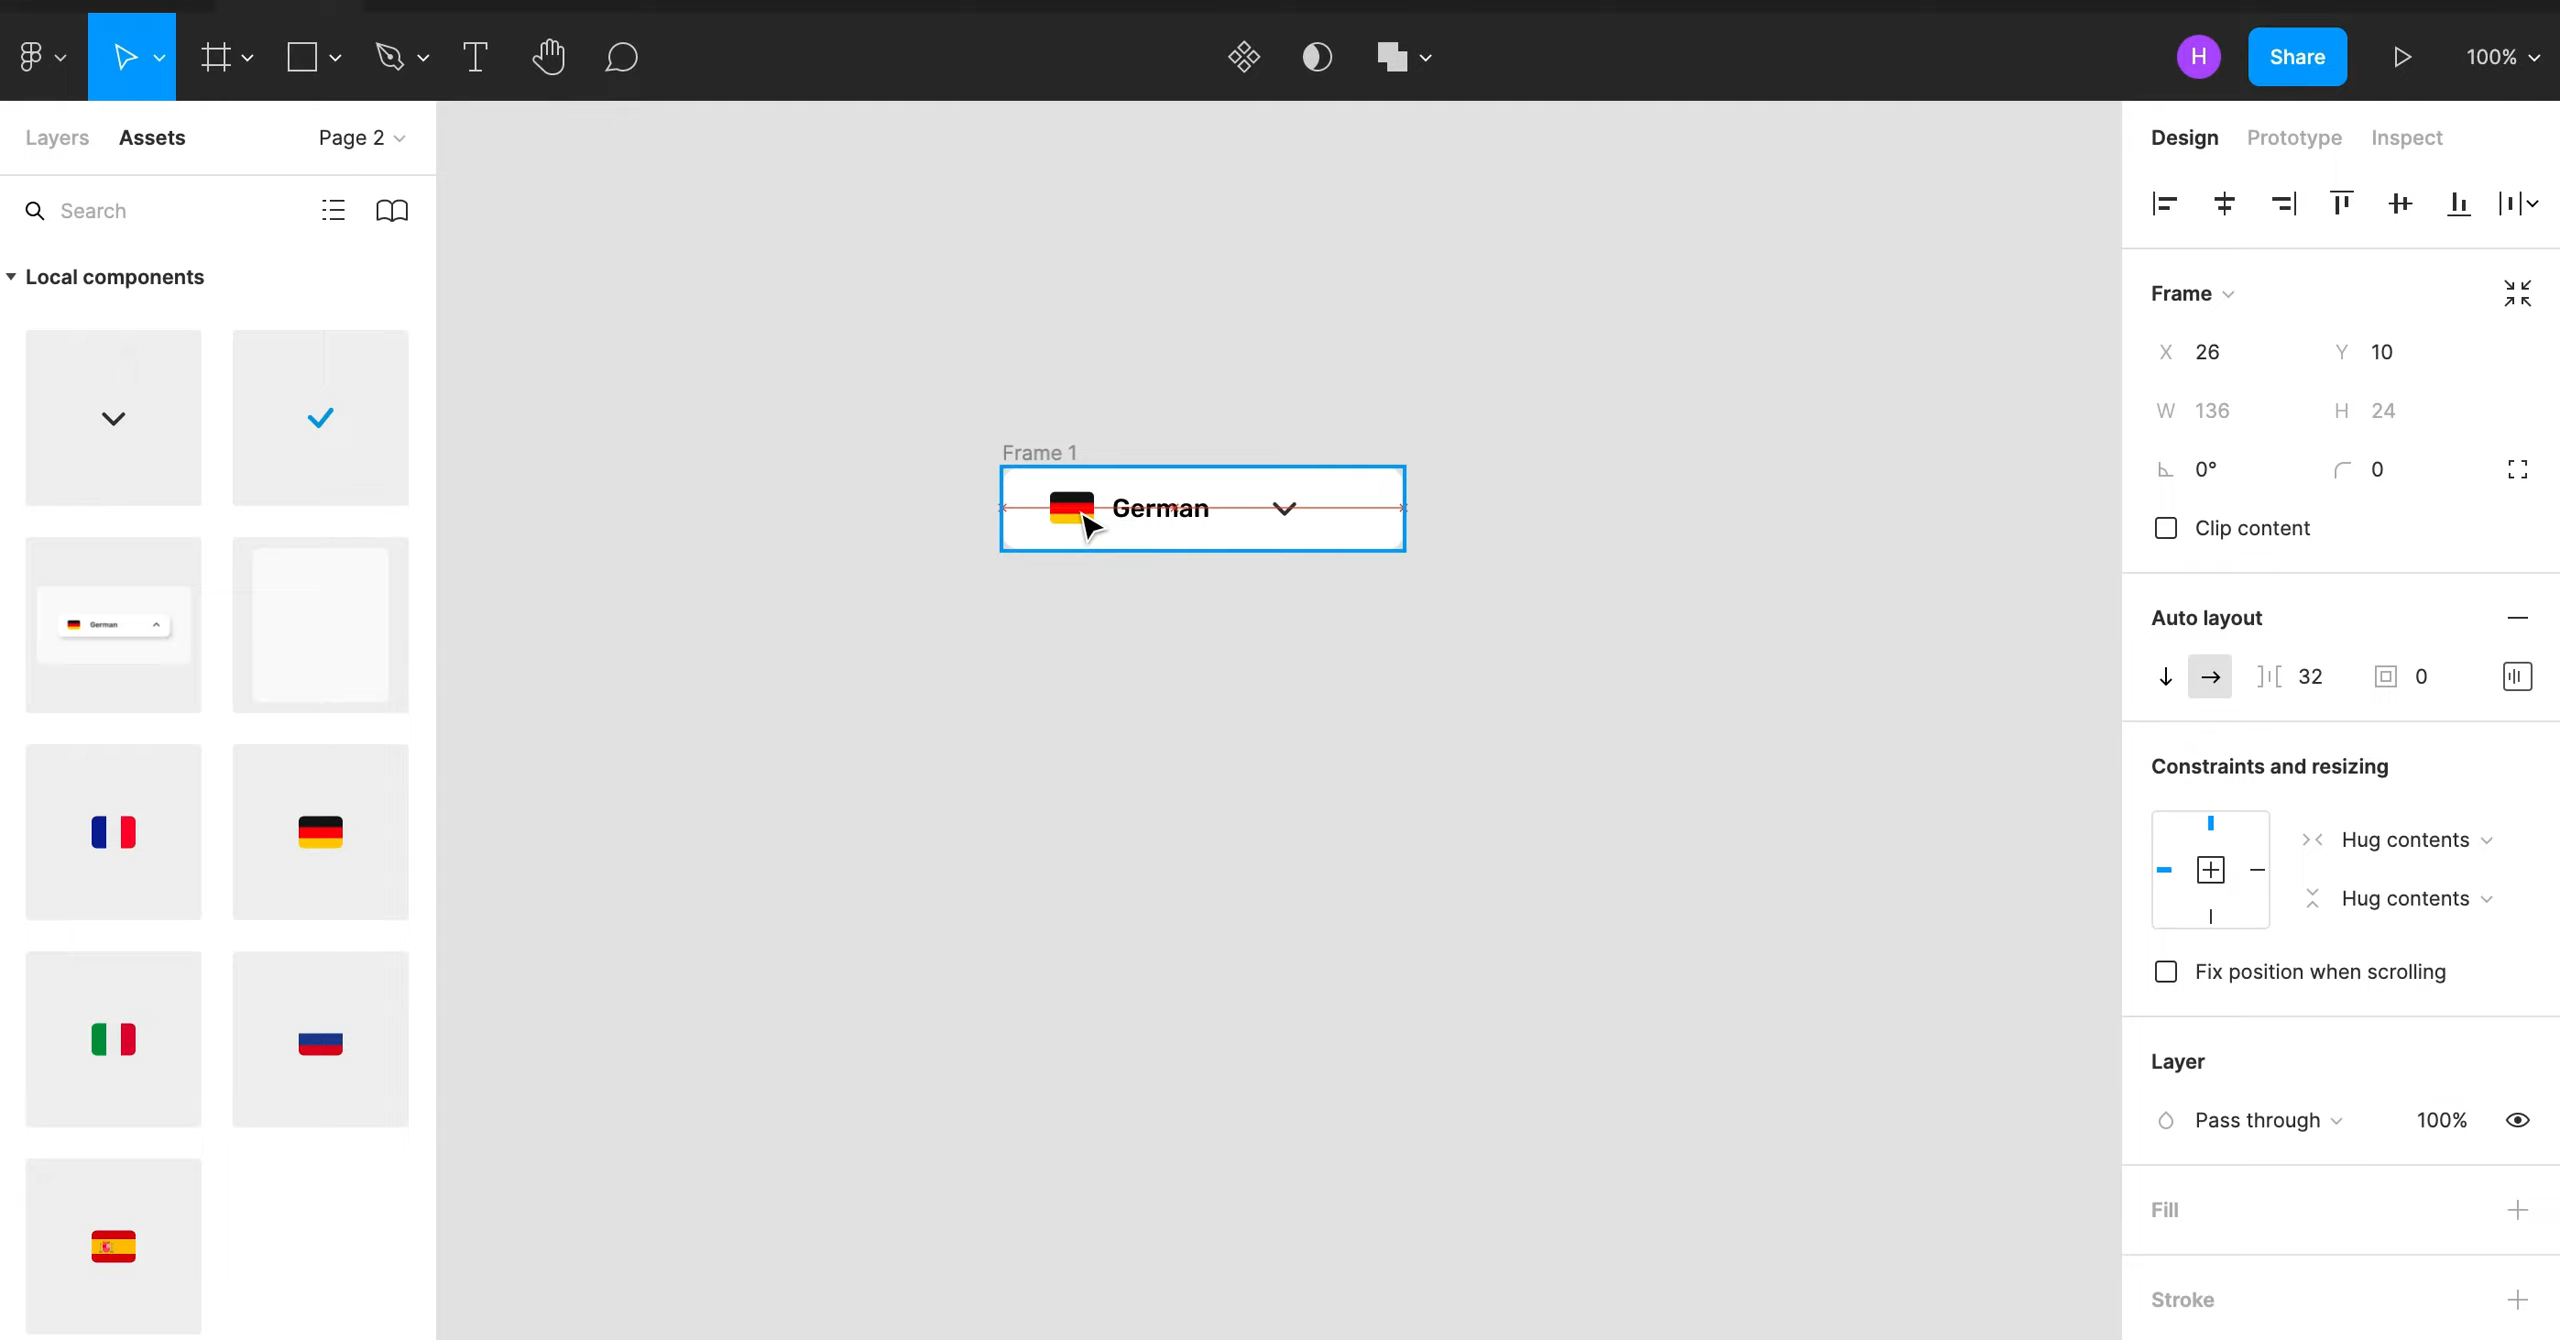 H
Share
100%
Layers
Assets
Page 2
Search
Local components
German
Frame 1
German
Design
Prototype
Inspect
Frame
X 26
Y 10
W 136
H 24
0°
0
Clip content
Auto layout
32
0
Constraints and resizing
Hug contents
Hug contents
Fix position when scrolling
Layer
Pass through
100%
Fill
Stroke